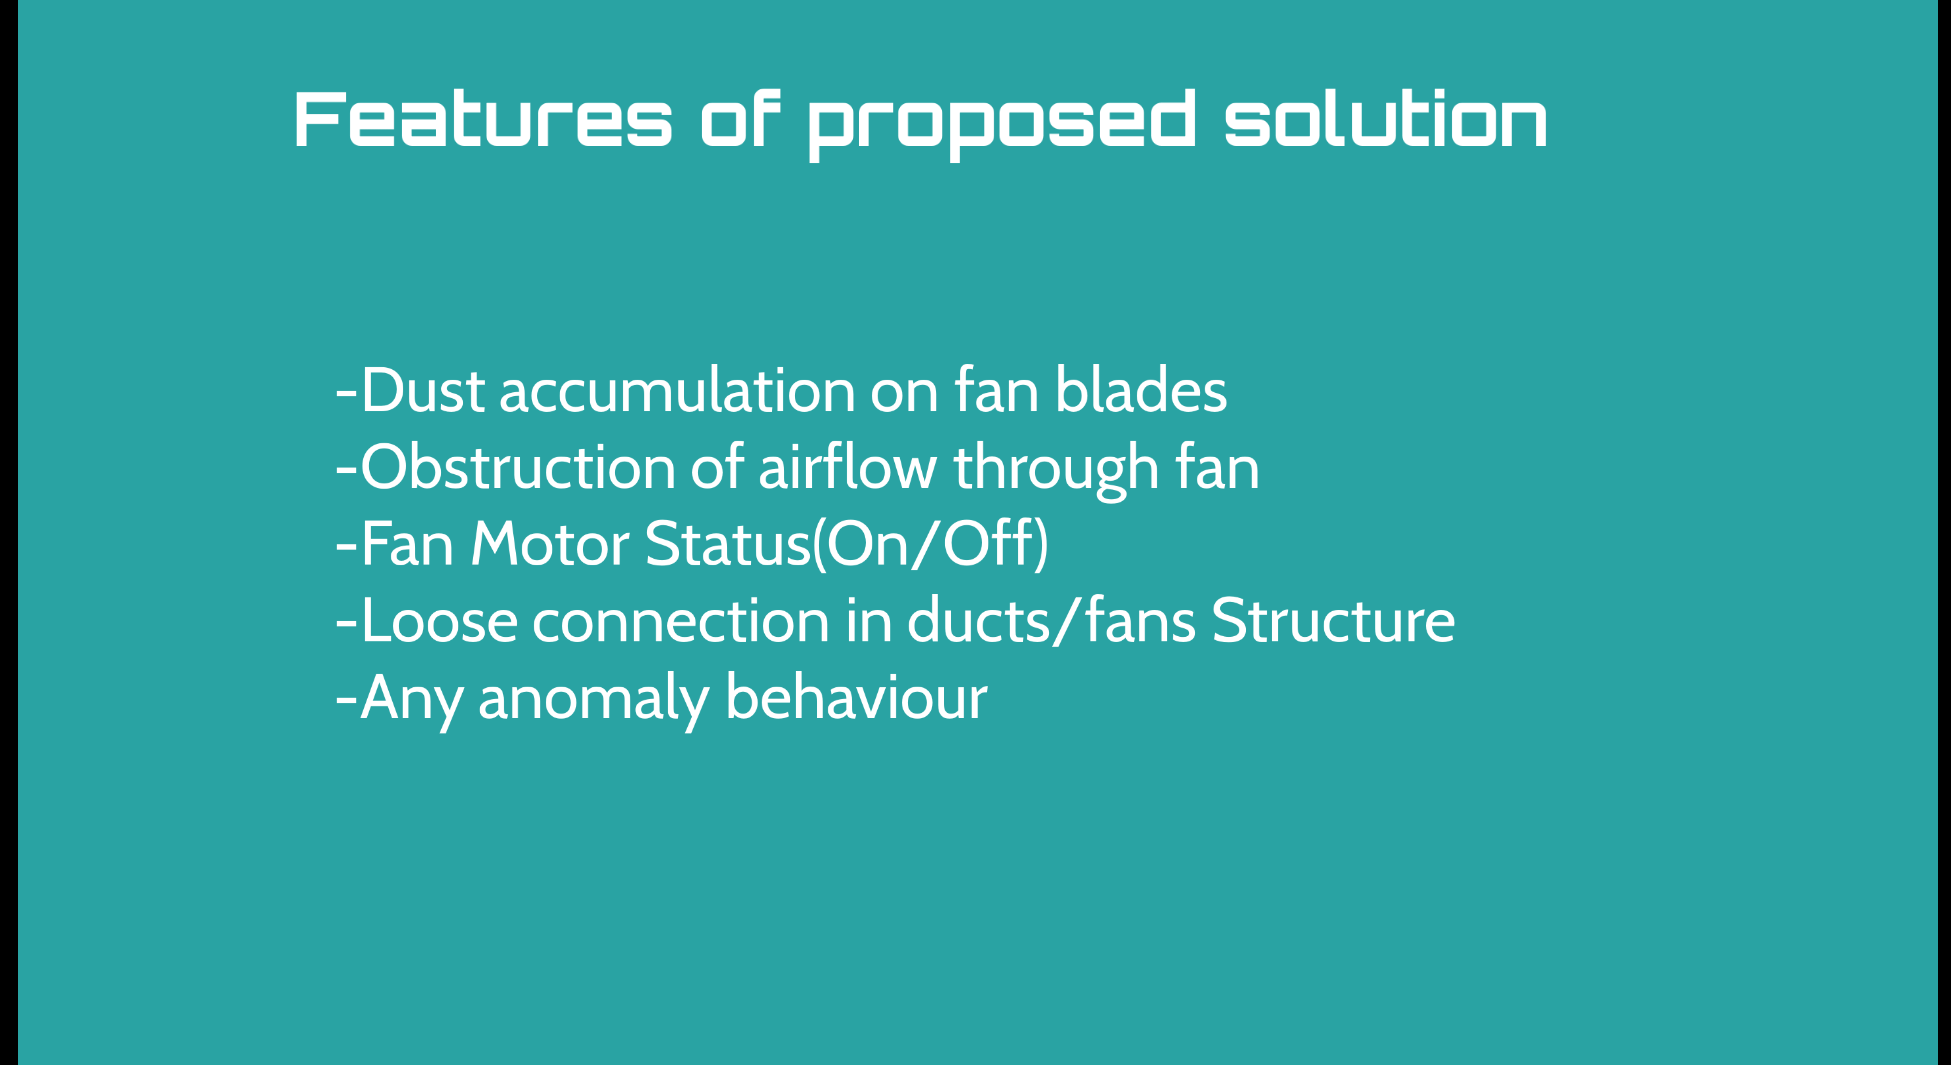 Features of proposed solution
-Dust accumulation on fan blades
-Obstruction of airflow through fan
-Fan Motor Status(On/Off)
-Loose connection in ducts/fans Structure
-Any anomaly behaviour